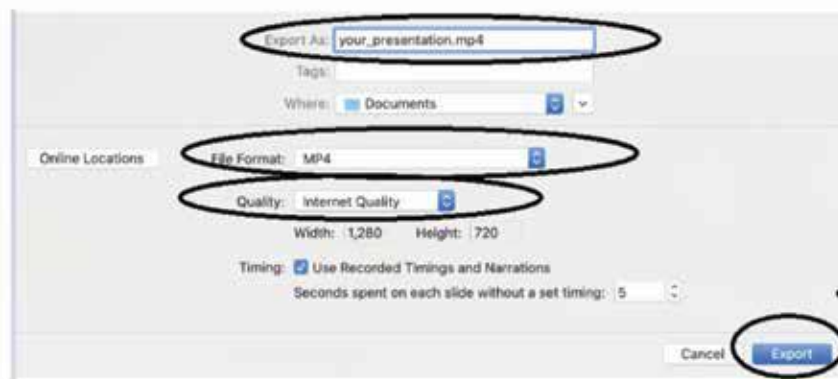 Export As: your_presentation.mp4
Tags:
Where: Documents
Online Locations File Format: MP4
Quality: Internet Quality
Width: 1,280 Height: 720
Timing: Use Recorded Timings and Narrations
Seconds spent on each slide without a set timing: 5
Cancel Export